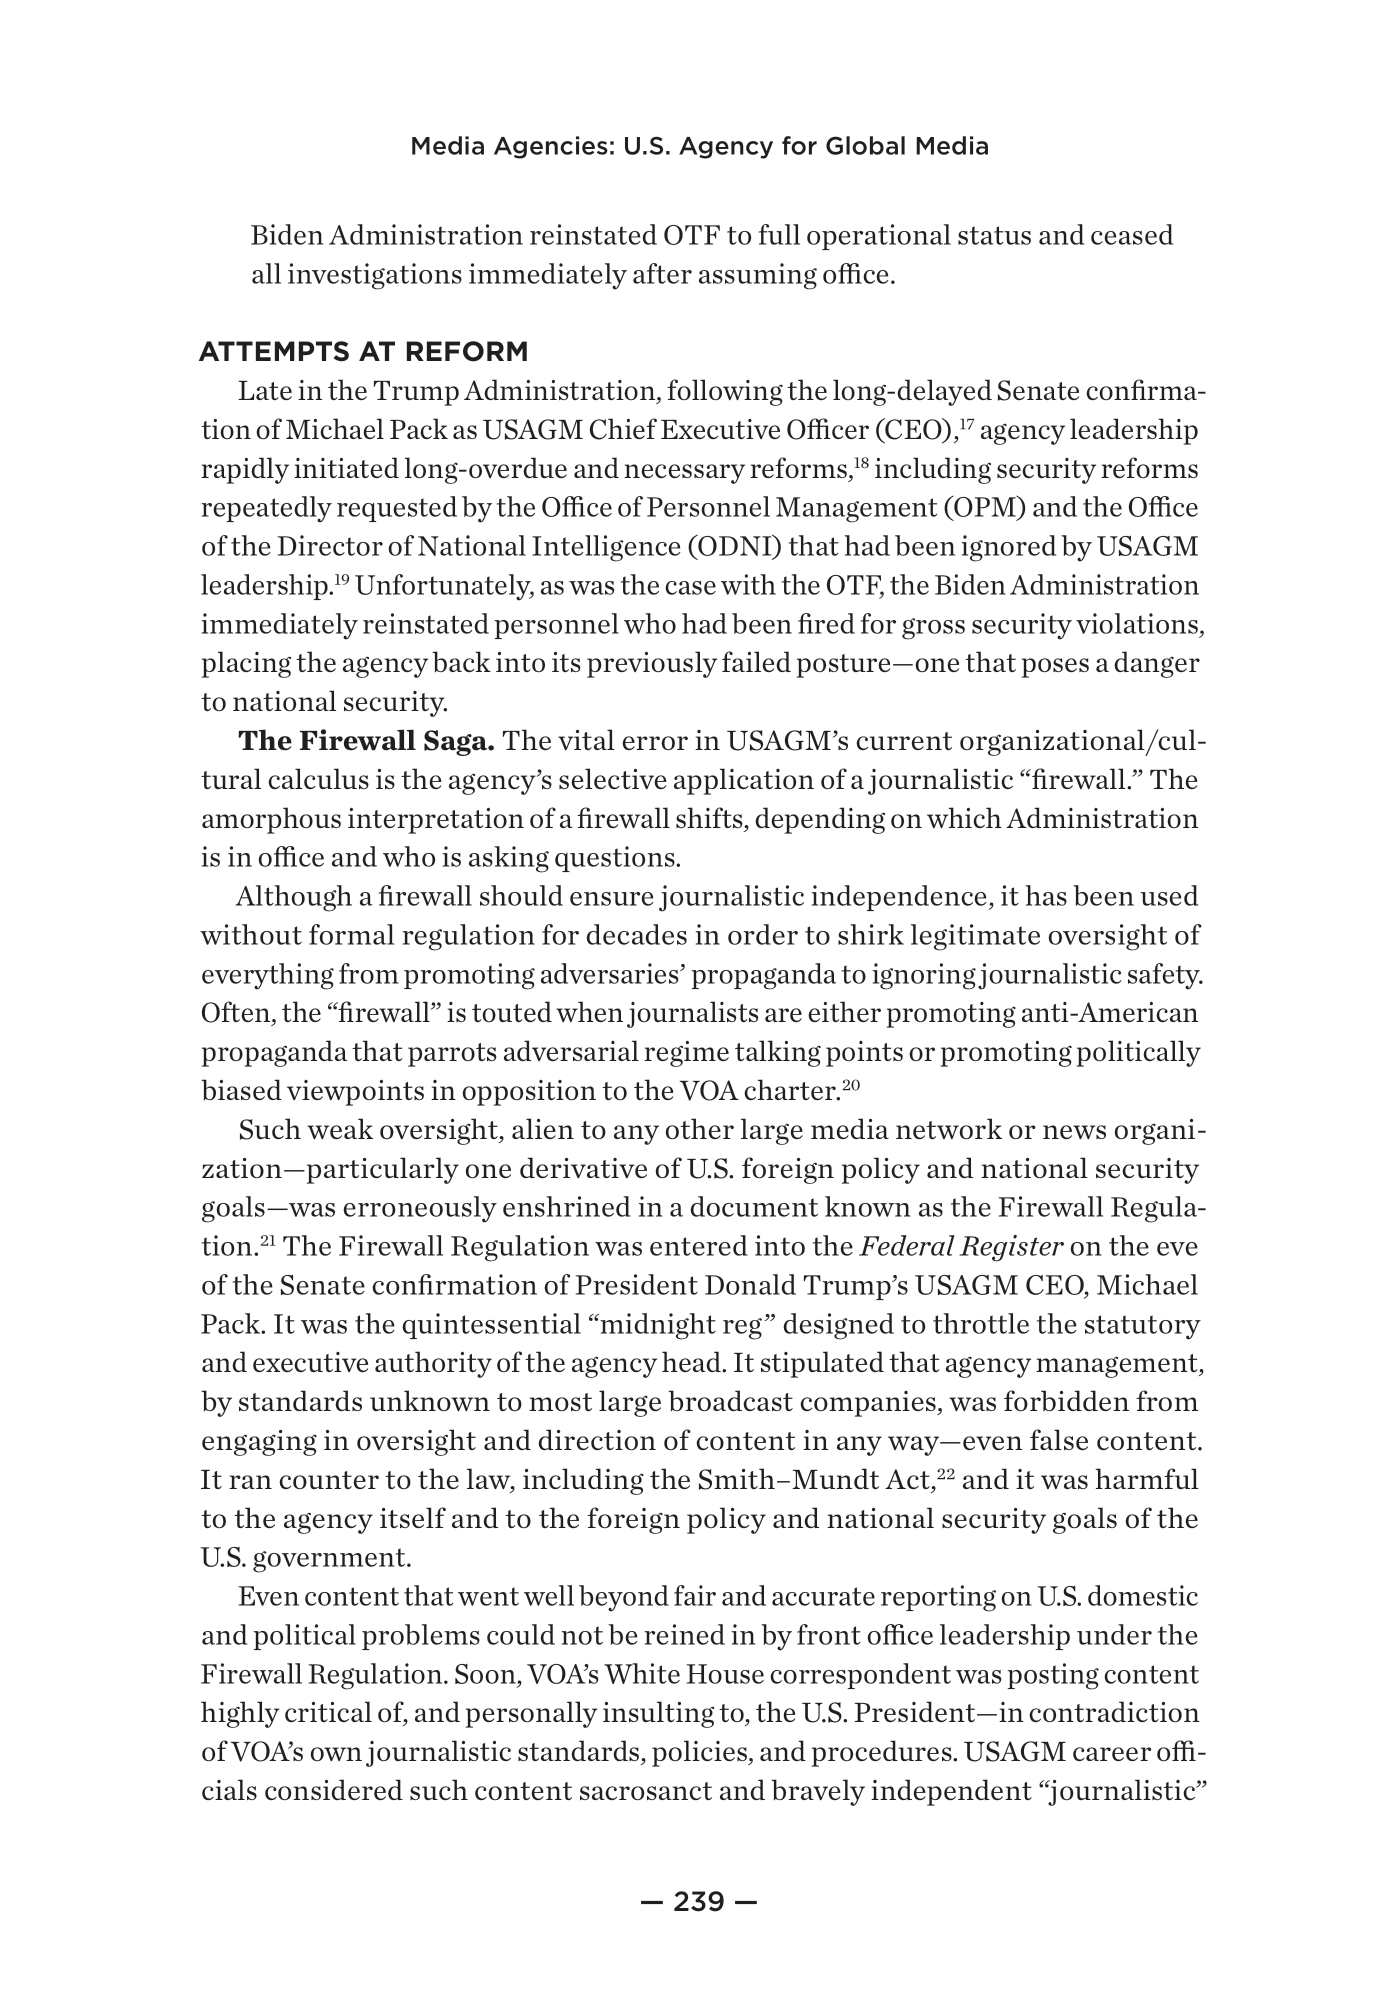 Media Agencies: U.S. Agency for Global Media
Biden Administration reinstated OTF to full operational status and ceased
all investigations immediately after assuming office.
ATTEMPTS AT REFORM
Late in the Trump Administration, following the long-delayed Senate confirma-
tion of Michael Pack as USAGM Chief Executive Officer (CEO),17 agency leadership
rapidly initiated long-overdue and necessary reforms,18 including security reforms
repeatedly requested by the Office of Personnel Management (OPM) and the Office
of the Director of National Intelligence (ODNI) that had been ignored by USAGM
leadership.19 Unfortunately, as was the case with the OTF, the Biden Administration
immediately reinstated personnel who had been fired for gross security violations,
placing the agency back into its previously failed posture—one that poses a danger
to national security.
The Firewall Saga. The vital error in USAGM’s current organizational/cul-
tural calculus is the agency’s selective application of a journalistic “firewall.” The
amorphous interpretation of a firewall shifts, depending on which Administration
is in office and who is asking questions.
Although a firewall should ensure journalistic independence, it has been used
without formal regulation for decades in order to shirk legitimate oversight of
everything from promoting adversaries’ propaganda to ignoring journalistic safety.
Often, the “firewall” is touted when journalists are either promoting anti-American
propaganda that parrots adversarial regime talking points or promoting politically
biased viewpoints in opposition to the VOA charter.20
Such weak oversight, alien to any other large media network or news organi-
zation—particularly one derivative of U.S. foreign policy and national security
goals—was erroneously enshrined in a document known as the Firewall Regula-
tion.21 The Firewall Regulation was entered into the Federal Register on the eve
of the Senate confirmation of President Donald Trump’s USAGM CEO, Michael
Pack. It was the quintessential “midnight reg” designed to throttle the statutory
and executive authority of the agency head. It stipulated that agency management,
by standards unknown to most large broadcast companies, was forbidden from
engaging in oversight and direction of content in any way—even false content.
It ran counter to the law, including the Smith–Mundt Act,22 and it was harmful
to the agency itself and to the foreign policy and national security goals of the
U.S. government.
Even content that went well beyond fair and accurate reporting on U.S. domestic
and political problems could not be reined in by front office leadership under the
Firewall Regulation. Soon, VOA’s White House correspondent was posting content
highly critical of, and personally insulting to, the U.S. President—in contradiction
of VOA’s own journalistic standards, policies, and procedures. USAGM career offi-
cials considered such content sacrosanct and bravely independent “journalistic”
— 239 —